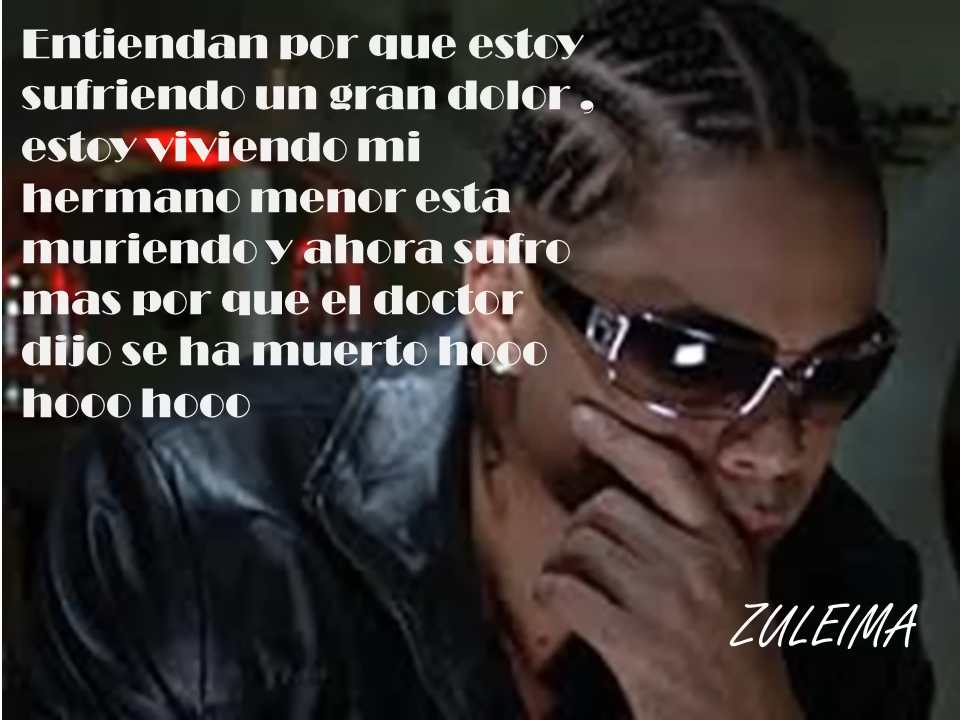 Entiendan por que estoy
sufriendo un gran dolor ,
estoy viviendo mi
hermano menor esta
muriendo y ahora sufro
mas por que el doctor
dijo se ha muerto hooo
hooo hooo
ZULEIMA